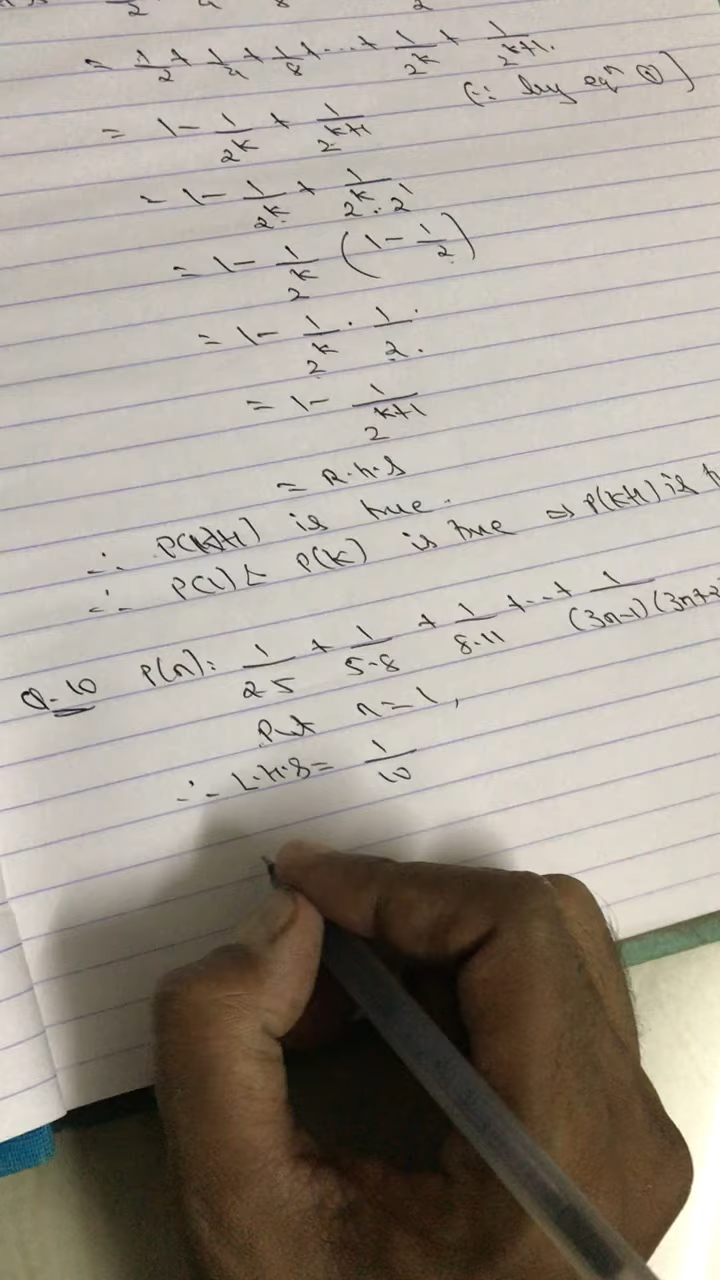 = 1/2 + 1/4 + 1/8 + ... + 1/2^k + 1/2^(k+1).
(∵ by eqⁿ ①)
= 1 - 1/2^k + 1/2^(k+1)
= 1 - 1/2^k + 1/(2^k . 2^1)
= 1 - 1/2^k (1 - 1/2)
= 1 - 1/2^k . 1/2.
= 1 - 1/2^(k+1)
= R.h.s
∴ P(k+1) is true.
∴ P(1) & P(k) is true ⇒ P(k+1) is
Q-10 P(n): 1/2.5 + 1/5.8 + 1/8.11 + ... + 1/(3n-1)(3n+2
Put n = 1,
∴ L.H.S = 1/10